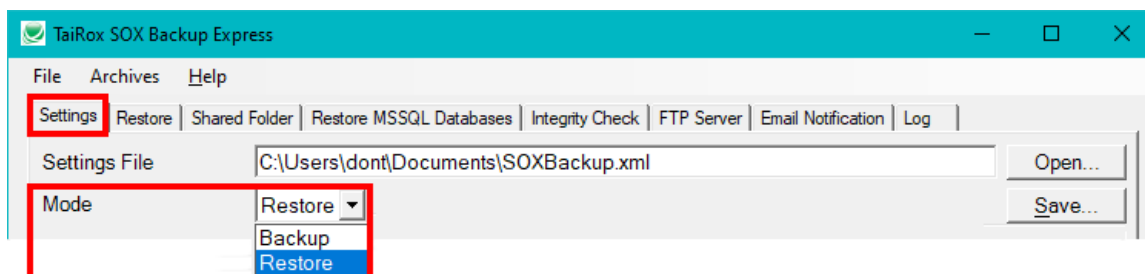 TaiRox SOX Backup Express
File Archives Help
Settings Restore Shared Folder Restore MSSQL Databases Integrity Check FTP Server Email Notification Log
Settings File C:\Users\dont\Documents\SOXBackup.xml Open...
Mode Restore Save...
Backup
Restore